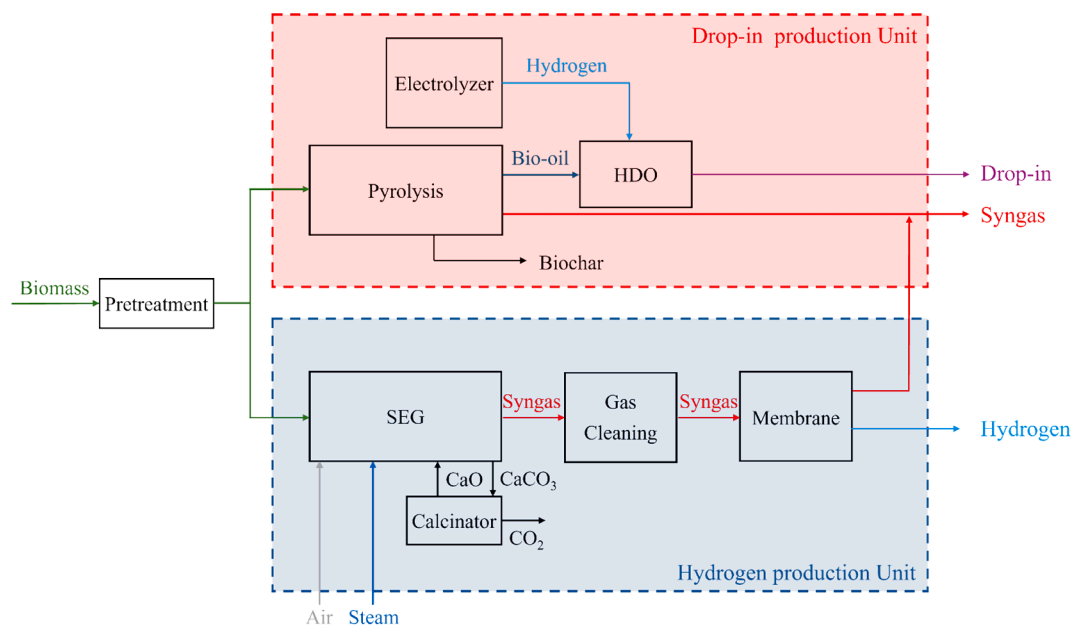 Drop-in production Unit
Electrolyzer
Hydrogen
Pyrolysis
Bio-oil
HDO
Drop-in
Syngas
Biochar
Biomass
Pretreatment
SEG
Syngas
Gas
Cleaning
Syngas
Membrane
Hydrogen
CaO
CaCO₃
Calcinator
CO₂
Hydrogen production Unit
Air
Steam